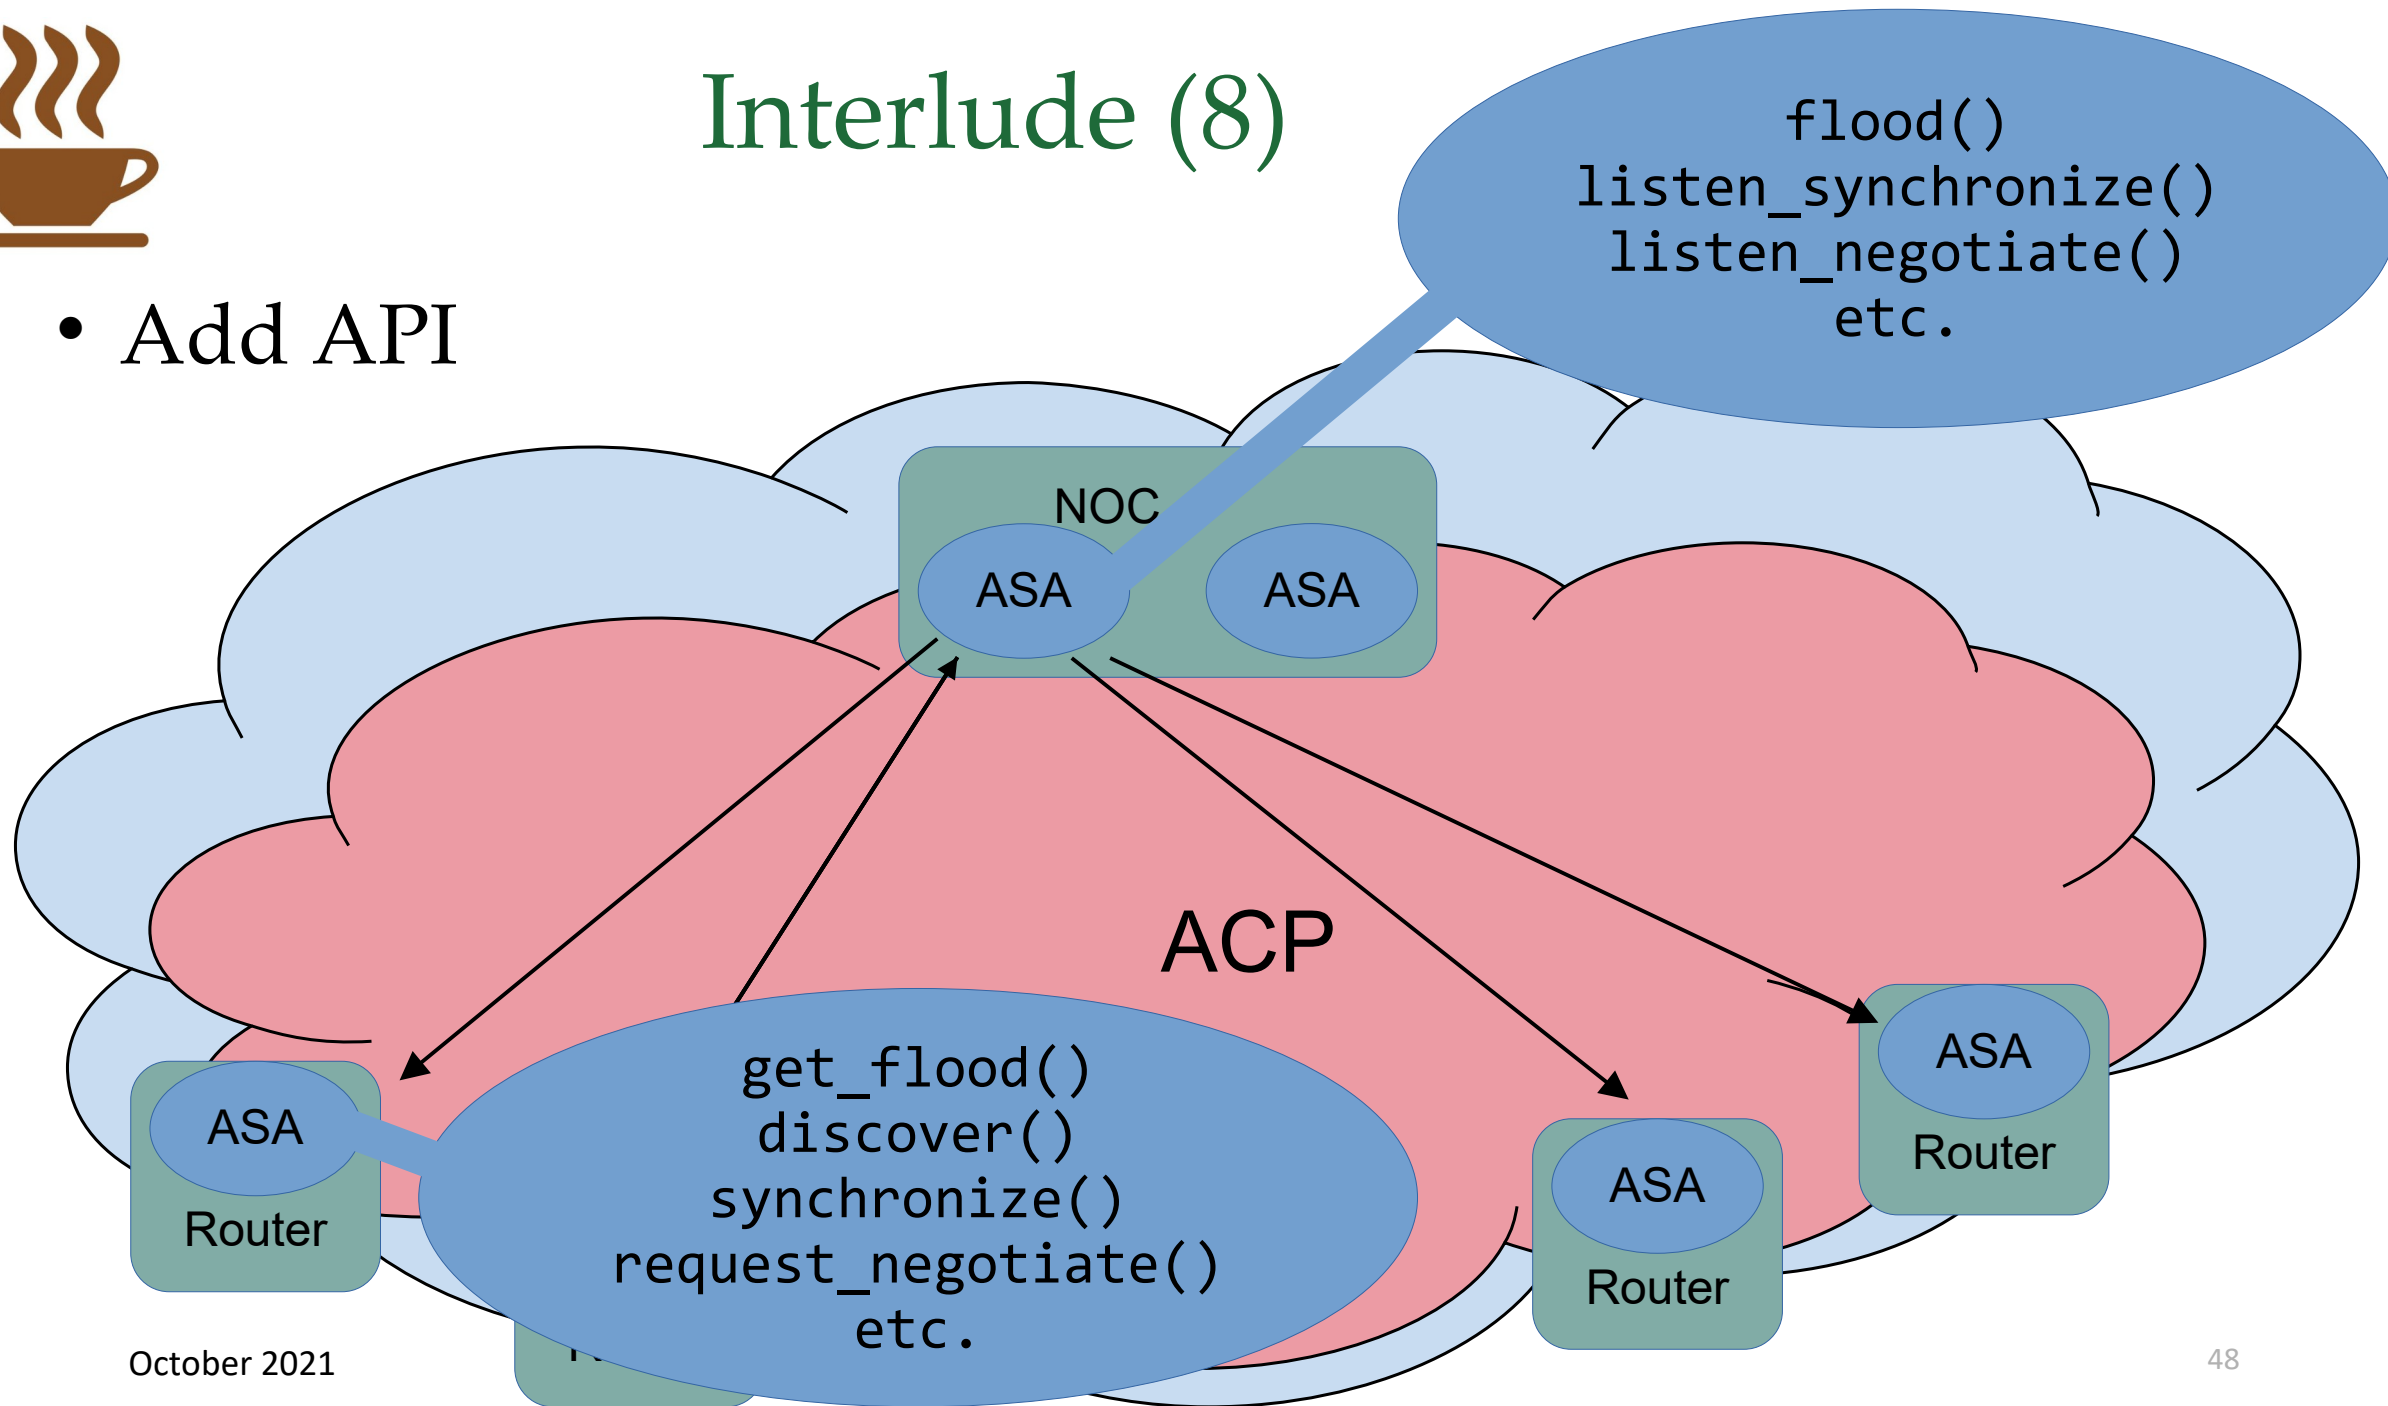 Interlude (8)
flood()
listen_synchronize()
listen_negotiate()
etc.
• Add API
NOC
ASA
ASA
ACP
ASA
Router
get_flood()
discover()
synchronize()
request_negotiate()
etc.
ASA
Router
ASA
Router
October 2021
48